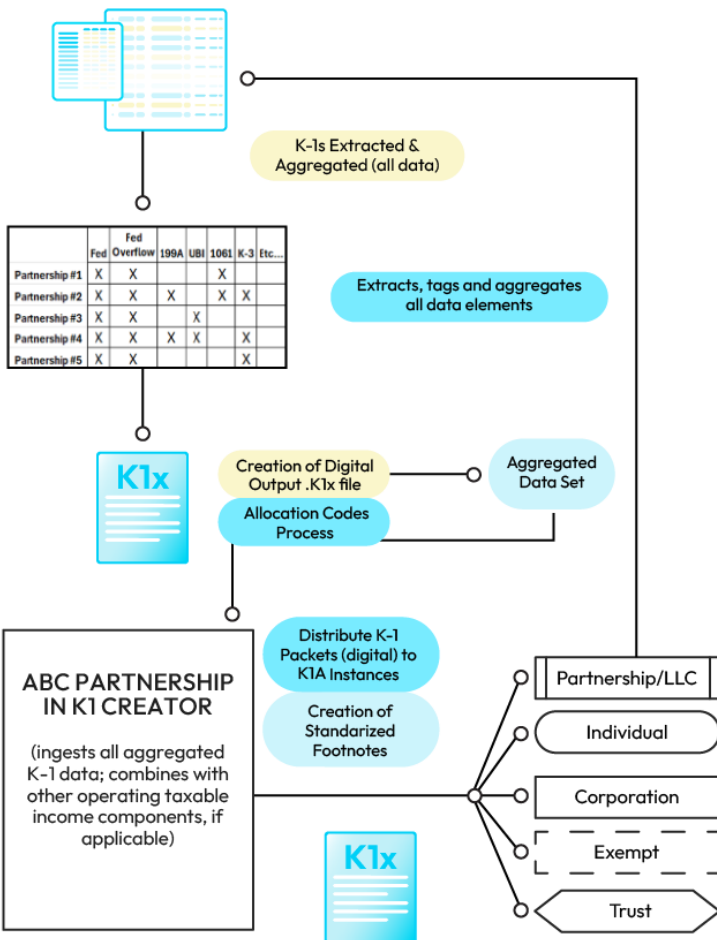 K-1s Extracted &
Aggregated (all data)
Fed Fed Overflow 199A UBI 1061 K-3 Etc...
Partnership #1 X X X
Partnership #2 X X X X X
Partnership #3 X X X
Partnership #4 X X X X X
Partnership #5 X X X
Extracts, tags and aggregates
all data elements
K1x
Creation of Digital
Output .K1x file
Aggregated
Data Set
Allocation Codes
Process
Distribute K-1
Packets (digital) to
K1A Instances
Creation of
Standarized
Footnotes
ABC PARTNERSHIP
IN K1 CREATOR
(ingests all aggregated
K-1 data; combines with
other operating taxable
income components, if
applicable)
K1x
Partnership/LLC
Individual
Corporation
Exempt
Trust